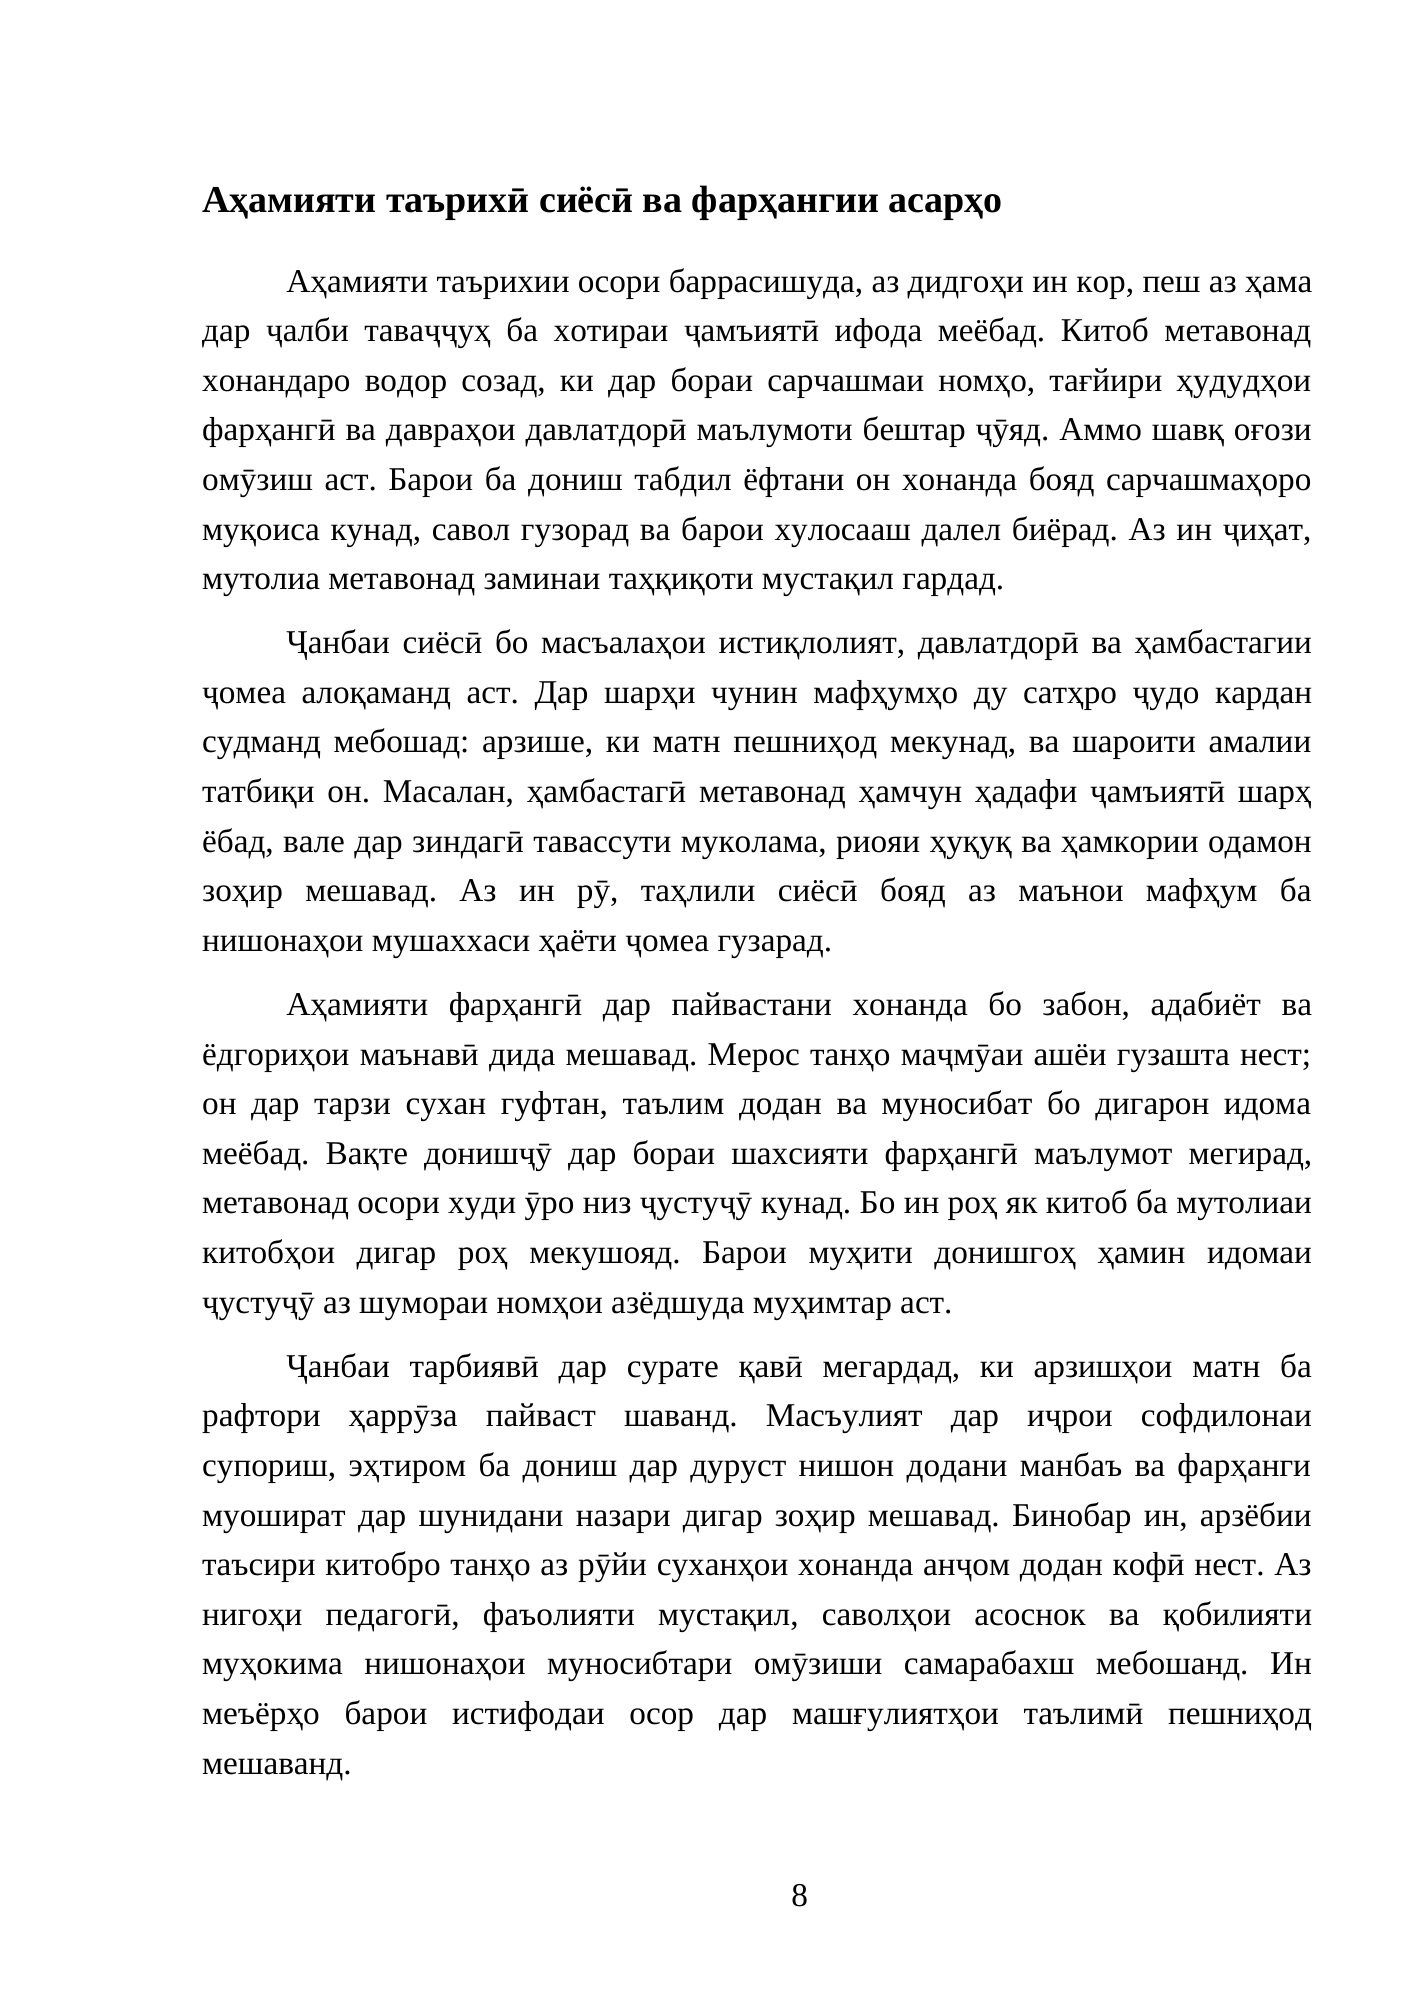 Аҳамияти таърихӣ сиёсӣ ва фарҳангии асарҳо
Аҳамияти таърихии осори баррасишуда, аз дидгоҳи ин кор, пеш аз ҳама
дар ҷалби таваҷҷуҳ ба хотираи ҷамъиятӣ ифода меёбад. Китоб метавонад
хонандаро водор созад, ки дар бораи сарчашмаи номҳо, тағйири ҳудудҳои
фарҳангӣ ва давраҳои давлатдорӣ маълумоти бештар ҷӯяд. Аммо шавқ оғози
омӯзиш аст. Барои ба дониш табдил ёфтани он хонанда бояд сарчашмаҳоро
муқоиса кунад, савол гузорад ва барои хулосааш далел биёрад. Аз ин ҷиҳат,
мутолиа метавонад заминаи таҳқиқоти мустақил гардад.
Ҷанбаи сиёсӣ бо масъалаҳои истиқлолият, давлатдорӣ ва ҳамбастагии
ҷомеа алоқаманд аст. Дар шарҳи чунин мафҳумҳо ду сатҳро ҷудо кардан
судманд мебошад: арзише, ки матн пешниҳод мекунад, ва шароити амалии
татбиқи он. Масалан, ҳамбастагӣ метавонад ҳамчун ҳадафи ҷамъиятӣ шарҳ
ёбад, вале дар зиндагӣ тавассути муколама, риояи ҳуқуқ ва ҳамкории одамон
зоҳир мешавад. Аз ин рӯ, таҳлили сиёсӣ бояд аз маънои мафҳум ба
нишонаҳои мушаххаси ҳаёти ҷомеа гузарад.
Аҳамияти фарҳангӣ дар пайвастани хонанда бо забон, адабиёт ва
ёдгориҳои маънавӣ дида мешавад. Мерос танҳо маҷмӯаи ашёи гузашта нест;
он дар тарзи сухан гуфтан, таълим додан ва муносибат бо дигарон идома
меёбад. Вақте донишҷӯ дар бораи шахсияти фарҳангӣ маълумот мегирад,
метавонад осори худи ӯро низ ҷустуҷӯ кунад. Бо ин роҳ як китоб ба мутолиаи
китобҳои дигар роҳ мекушояд. Барои муҳити донишгоҳ ҳамин идомаи
ҷустуҷӯ аз шумораи номҳои азёдшуда муҳимтар аст.
Ҷанбаи тарбиявӣ дар сурате қавӣ мегардад, ки арзишҳои матн ба
рафтори ҳаррӯза пайваст шаванд. Масъулият дар иҷрои софдилонаи
супориш, эҳтиром ба дониш дар дуруст нишон додани манбаъ ва фарҳанги
муошират дар шунидани назари дигар зоҳир мешавад. Бинобар ин, арзёбии
таъсири китобро танҳо аз рӯйи суханҳои хонанда анҷом додан кофӣ нест. Аз
нигоҳи педагогӣ, фаъолияти мустақил, саволҳои асоснок ва қобилияти
муҳокима нишонаҳои муносибтари омӯзиши самарабахш мебошанд. Ин
меъёрҳо барои истифодаи осор дар машғулиятҳои таълимӣ пешниҳод
мешаванд.
8